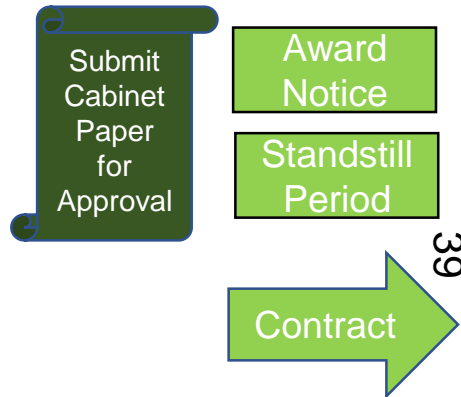 Submit
Cabinet
Paper
for
Approval
Award
Notice
Standstill
Period
39
Contract